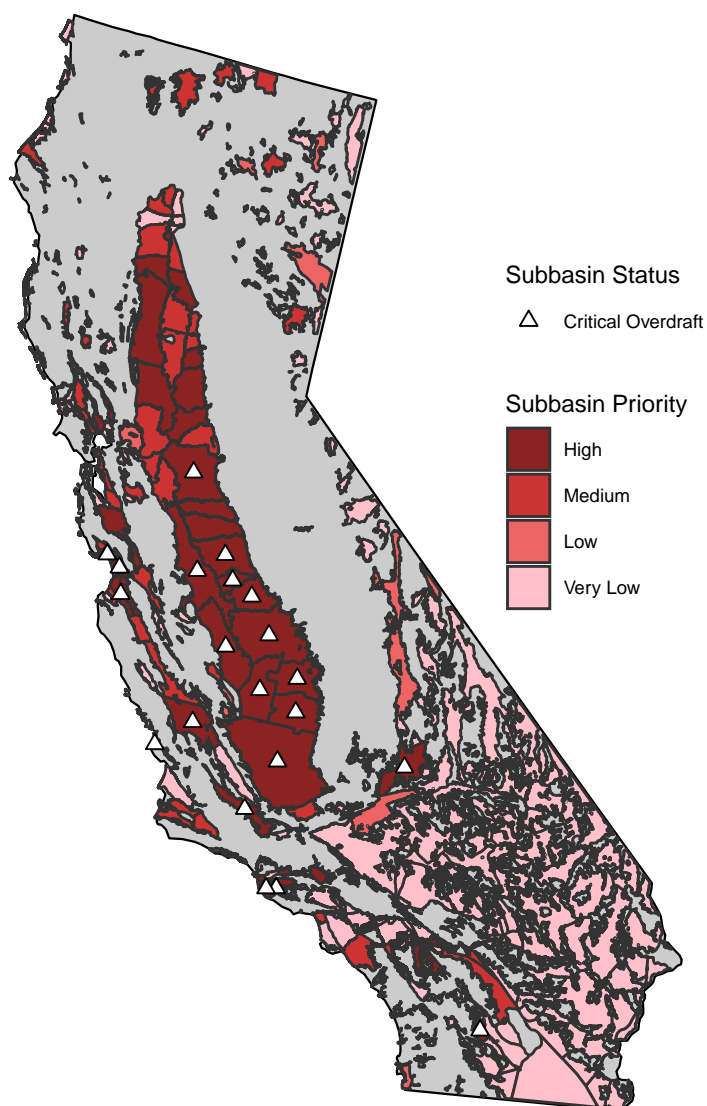 Subbasin Status
Critical Overdraft
Subbasin Priority
High
Medium
Low
Very Low